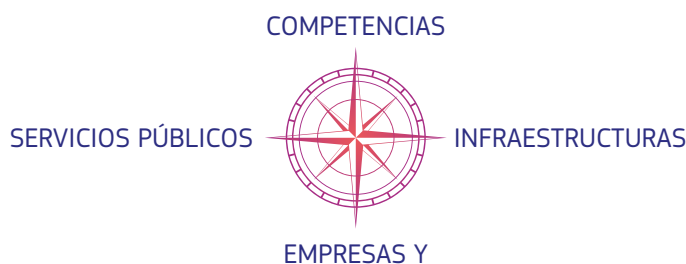 COMPETENCIAS
SERVICIOS PÚBLICOS
INFRAESTRUCTURAS
EMPRESAS Y